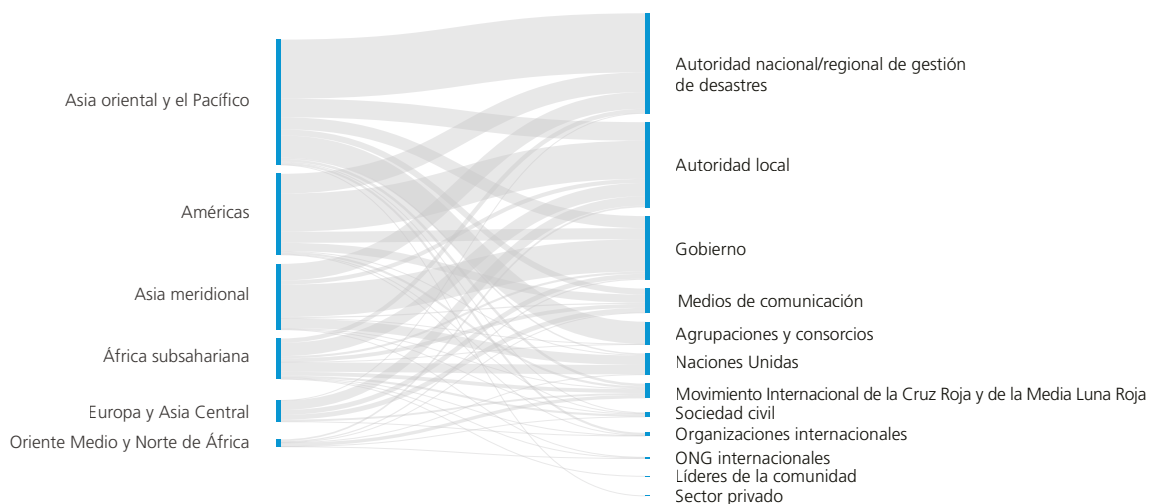 Asia oriental y el Pacífico
Américas
Asia meridional
África subsahariana
Europa y Asia Central
Oriente Medio y Norte de África
Autoridad nacional/regional de gestión
de desastres
Autoridad local
Gobierno
Medios de comunicación
Agrupaciones y consorcios
Naciones Unidas
Movimiento Internacional de la Cruz Roja y de la Media Luna Roja
Sociedad civil
Organizaciones internacionales
ONG internacionales
Líderes de la comunidad
Sector privado